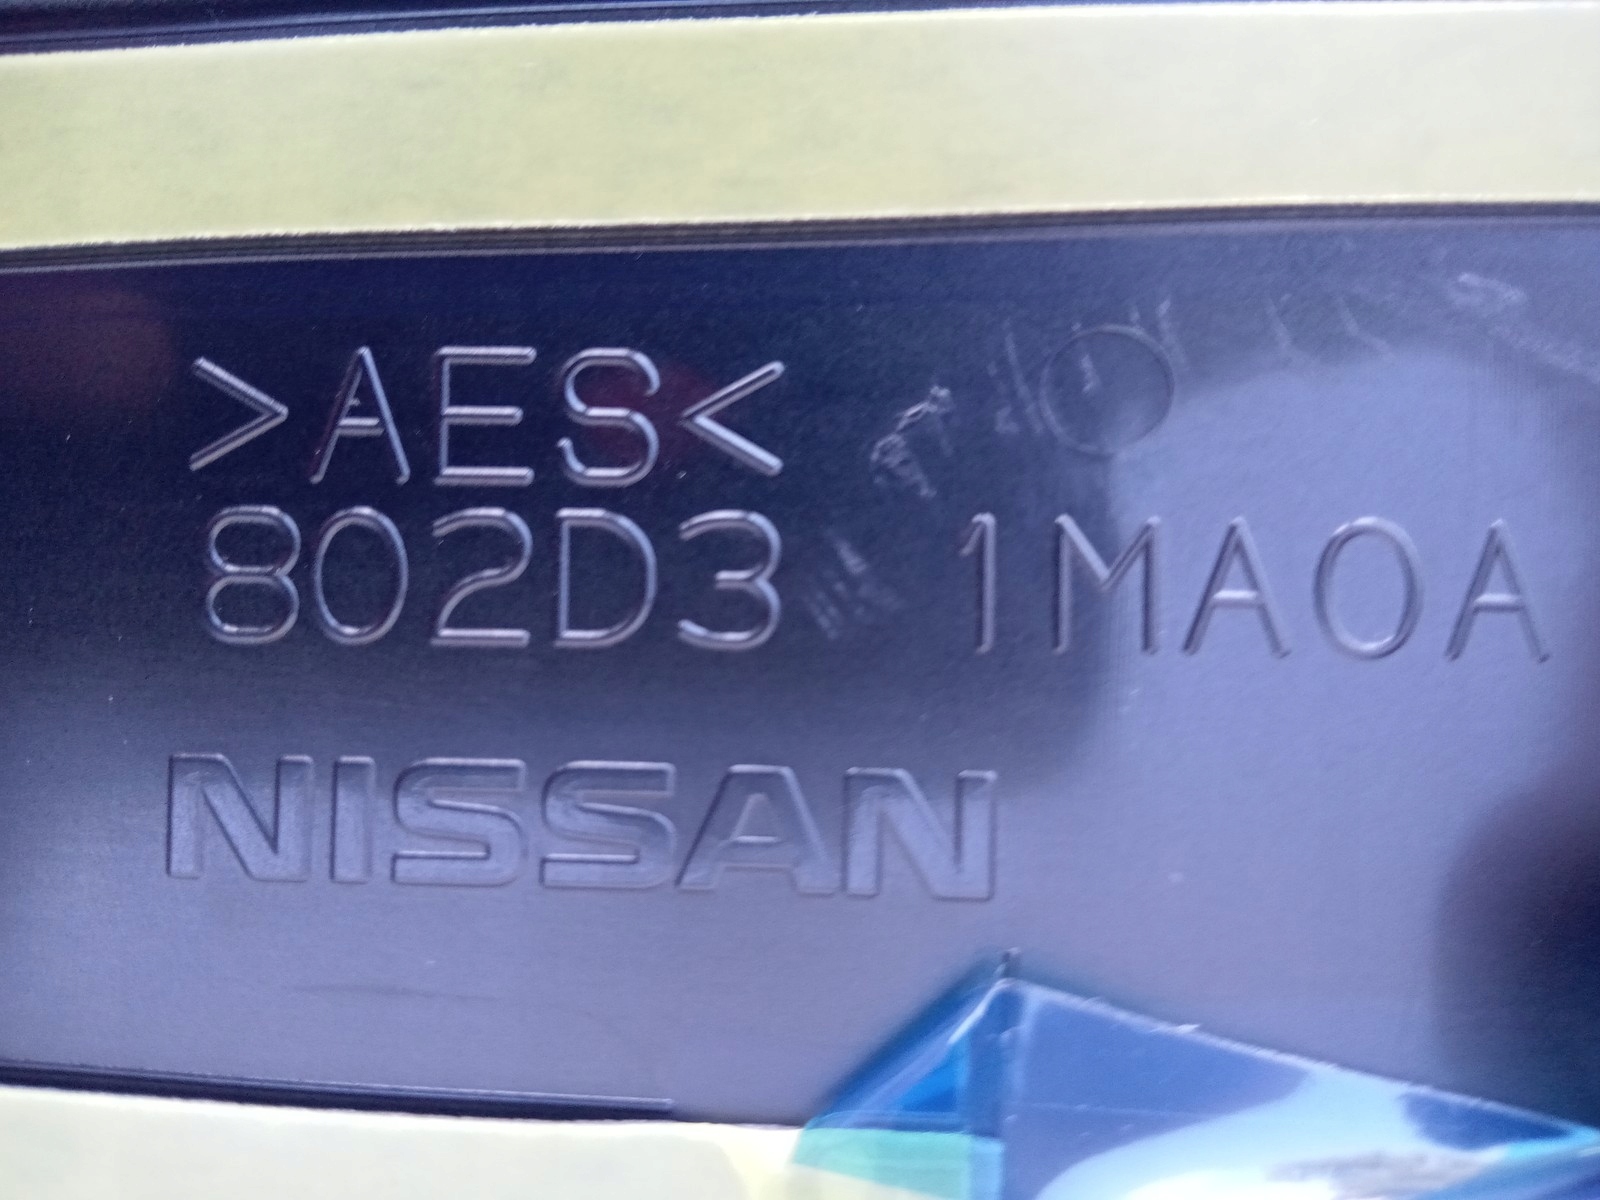 >AES<
802D3 1MA0A
NISSAN